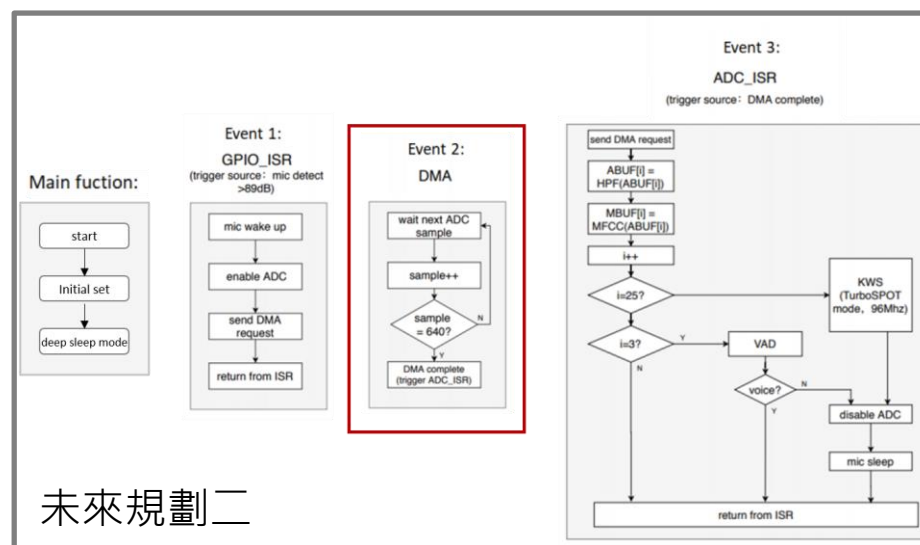 Main fuction:
start
Initial set
deep sleep mode
Event 1:
GPIO_ISR
(trigger source：mic detect
>89dB)
mic wake up
enable ADC
send DMA
request
return from ISR
Event 2:
DMA
wait next ADC
sample
sample++
sample
= 640?
N
Y
DMA complete
(trigger ADC_ISR)
Event 3:
ADC_ISR
(trigger source：DMA complete)
send DMA request
ABUF[i] =
HPF(ABUF[i])
MBUF[i] =
MFCC(ABUF[i])
i++
i=25?
KWS
(TurboSPOT
mode，96Mhz)
i=3?
Y
N
VAD
voice?
N
Y
disable ADC
mic sleep
return from ISR
未來規劃二